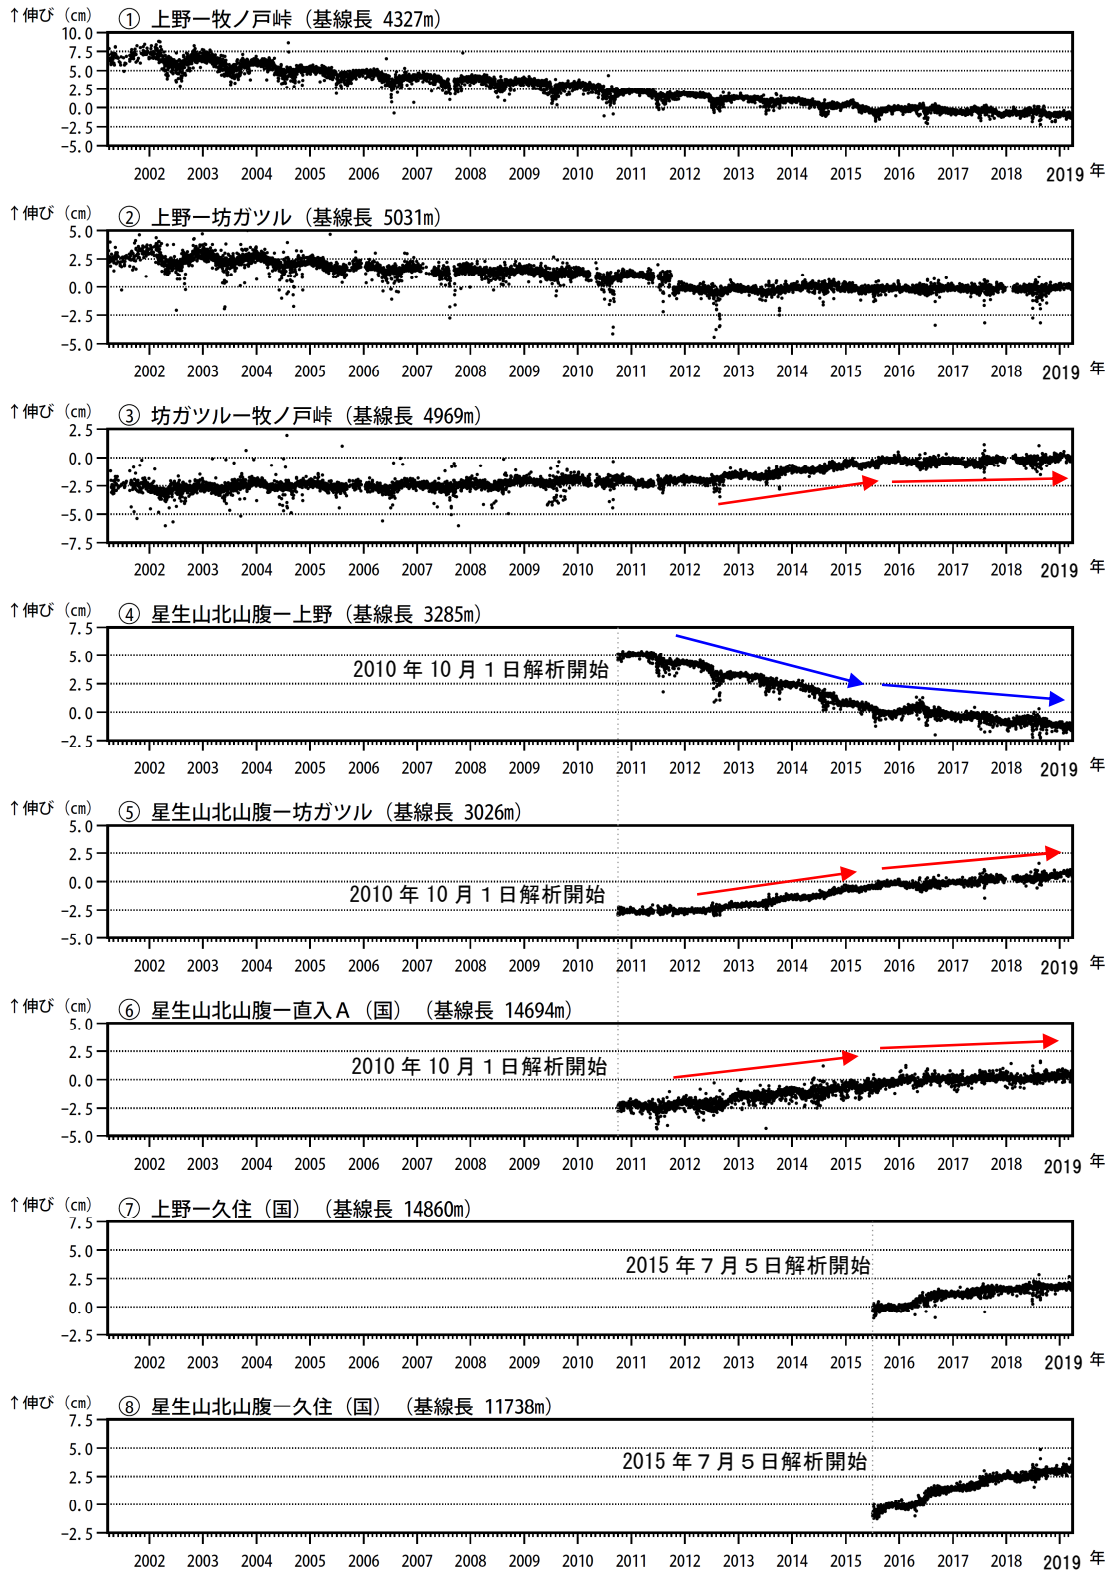 ↑伸び（cm） ① 上野ー牧ノ戸峠（基線長 4327m）
10.0
7.5
5.0
2.5
0.0
-2.5
-5.0
2002 2003 2004 2005 2006 2007 2008 2009 2010 2011 2012 2013 2014 2015 2016 2017 2018 2019 年
↑伸び（cm） ② 上野ー坊ガツル（基線長 5031m）
5.0
2.5
0.0
-2.5
-5.0
2002 2003 2004 2005 2006 2007 2008 2009 2010 2011 2012 2013 2014 2015 2016 2017 2018 2019 年
↑伸び（cm） ③ 坊ガツルー牧ノ戸峠（基線長 4969m）
2.5
0.0
-2.5
-5.0
-7.5
2002 2003 2004 2005 2006 2007 2008 2009 2010 2011 2012 2013 2014 2015 2016 2017 2018 2019 年
↑伸び（cm） ④ 星生山北山腹ー上野（基線長 3285m）
7.5
5.0
2.5
0.0
-2.5
2010 年 10 月 1 日解析開始
2002 2003 2004 2005 2006 2007 2008 2009 2010 2011 2012 2013 2014 2015 2016 2017 2018 2019 年
↑伸び（cm） ⑤ 星生山北山腹ー坊ガツル（基線長 3026m）
5.0
2.5
0.0
-2.5
-5.0
2010 年 10 月 1 日解析開始
2002 2003 2004 2005 2006 2007 2008 2009 2010 2011 2012 2013 2014 2015 2016 2017 2018 2019 年
↑伸び（cm） ⑥ 星生山北山腹ー直入Ａ（国）（基線長 14694m）
5.0
2.5
0.0
-2.5
-5.0
2010 年 10 月 1 日解析開始
2002 2003 2004 2005 2006 2007 2008 2009 2010 2011 2012 2013 2014 2015 2016 2017 2018 2019 年
↑伸び（cm） ⑦ 上野ー久住（国）（基線長 14860m）
7.5
5.0
2.5
0.0
-2.5
2015 年 7 月 5 日解析開始
2002 2003 2004 2005 2006 2007 2008 2009 2010 2011 2012 2013 2014 2015 2016 2017 2018 2019 年
↑伸び（cm） ⑧ 星生山北山腹―久住（国）（基線長 11738m）
7.5
5.0
2.5
0.0
-2.5
2015 年 7 月 5 日解析開始
2002 2003 2004 2005 2006 2007 2008 2009 2010 2011 2012 2013 2014 2015 2016 2017 2018 2019 年